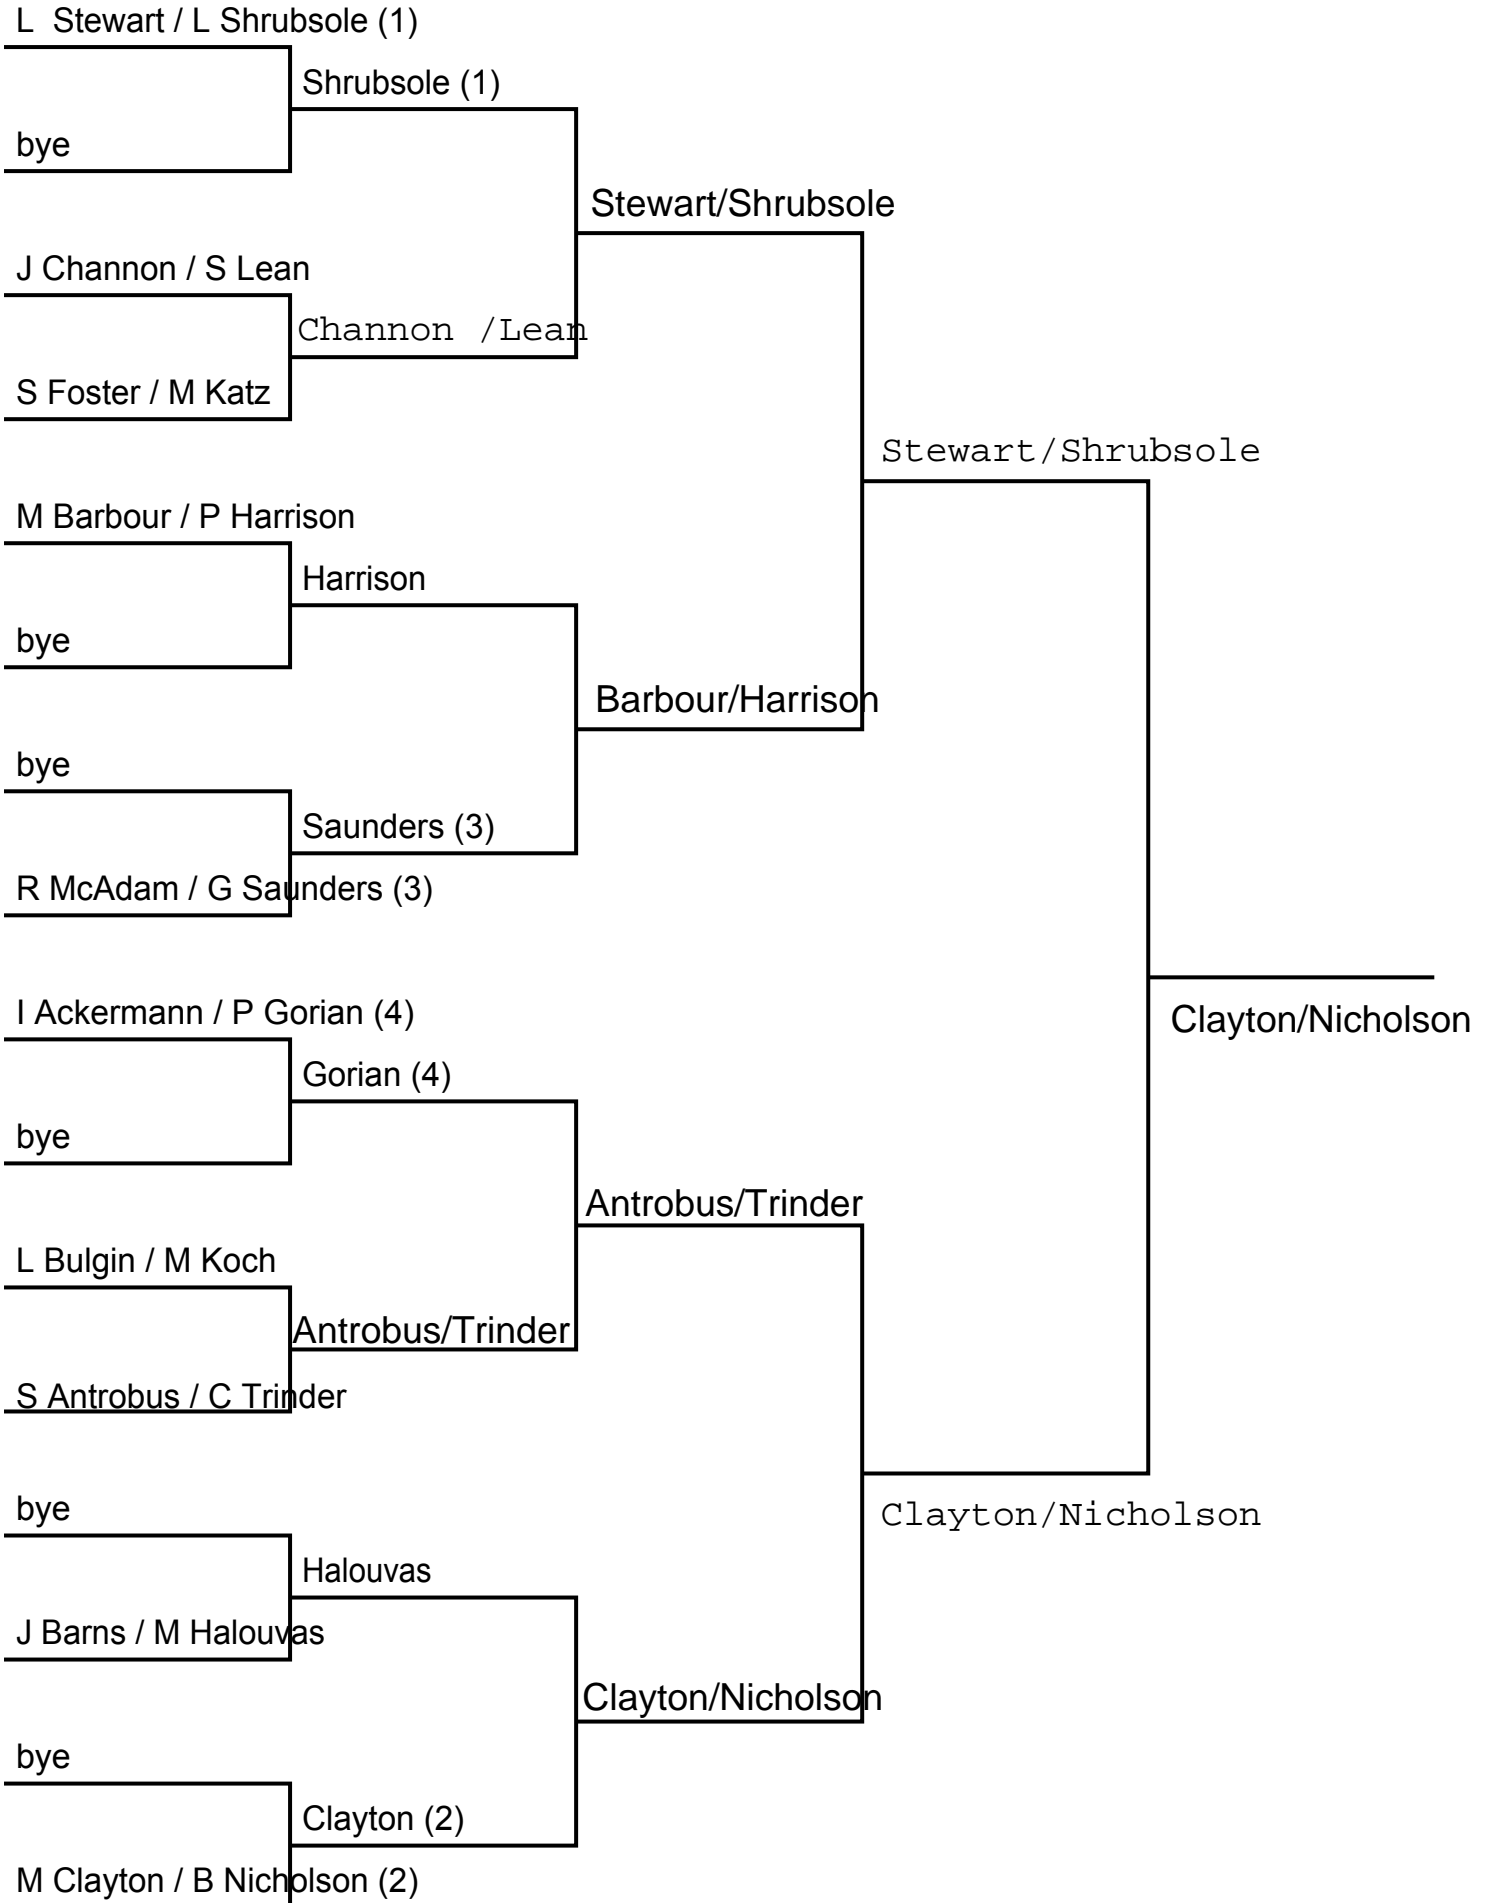 L  Stewart / L Shrubsole (1)
Shrubsole (1)
bye
Stewart/Shrubsole
J Channon / S Lean
Channon /Lean
S Foster / M Katz
Stewart/Shrubsole
M Barbour / P Harrison
Harrison
bye
Barbour/Harrison
bye
Saunders (3)
R McAdam / G Saunders (3)
I Ackermann / P Gorian (4)
Clayton/Nicholson
Gorian (4)
bye
Antrobus/Trinder
L Bulgin / M Koch
Antrobus/Trinder
S Antrobus / C Trinder
bye
Clayton/Nicholson
Halouvas
J Barns / M Halouvas
Clayton/Nicholson
bye
Clayton (2)
M Clayton / B Nicholson (2)